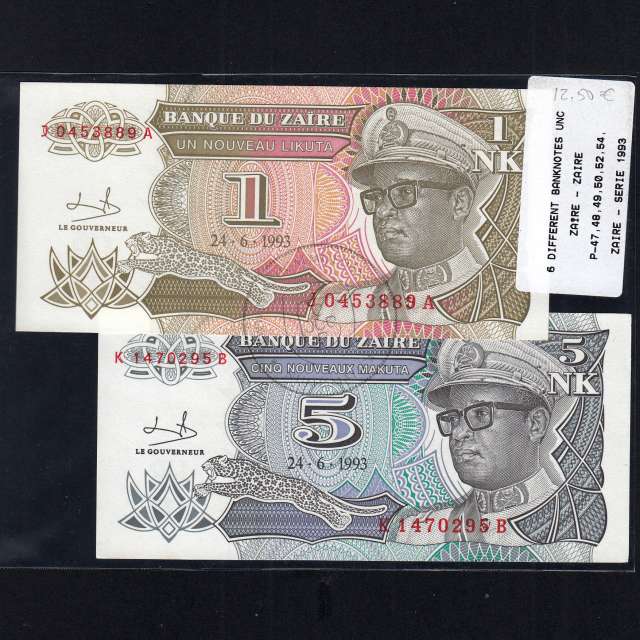 J 0453889 A
BANQUE DU ZAÏRE
UN NOUVEAU LIKUTA
1
NK
1
LE GOUVERNEUR
24-6-1993
J 0453889 A
12.50 €
6 DIFFERENT BANKNOTES UNC
ZAIRE - ZAIRE
P-47,48,49,50,52,54,
ZAIRE - SERIE 1993
K 1470295 B
BANQUE DU ZAÏRE
CINQ NOUVEAUX MAKUTA
5
NK
5
LE GOUVERNEUR
24-6-1993
K 1470295 B